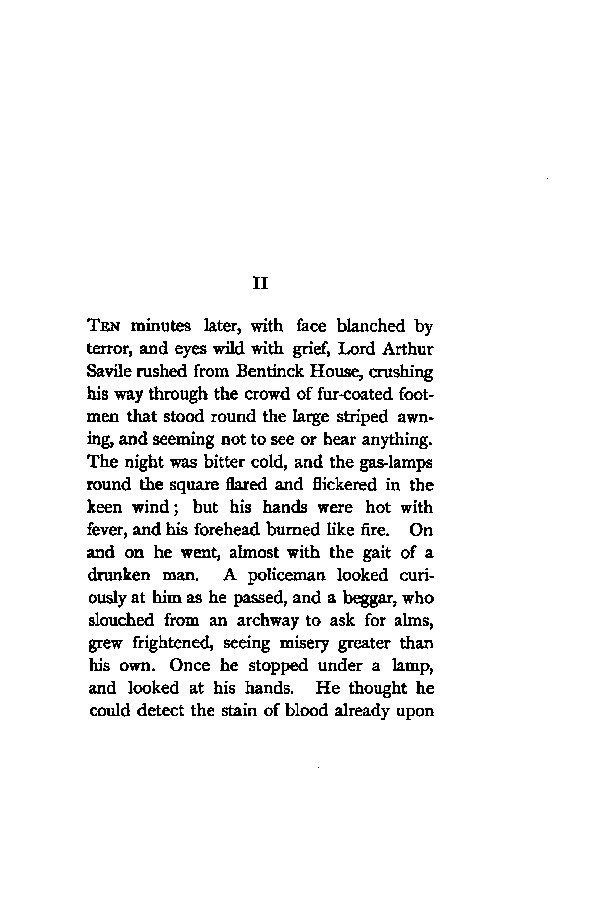 II
TEN minutes later, with face blanched by
terror, and eyes wild with grief, Lord Arthur
Savile rushed from Bentinck House, crushing
his way through the crowd of fur-coated foot-
men that stood round the large striped awn-
ing, and seeming not to see or hear anything.
The night was bitter cold, and the gas-lamps
round the square flared and flickered in the
keen wind; but his hands were hot with
fever, and his forehead burned like fire. On
and on he went, almost with the gait of a
drunken man. A policeman looked curi-
ously at him as he passed, and a beggar, who
slouched from an archway to ask for alms,
grew frightened, seeing misery greater than
his own. Once he stopped under a lamp,
and looked at his hands. He thought he
could detect the stain of blood already upon